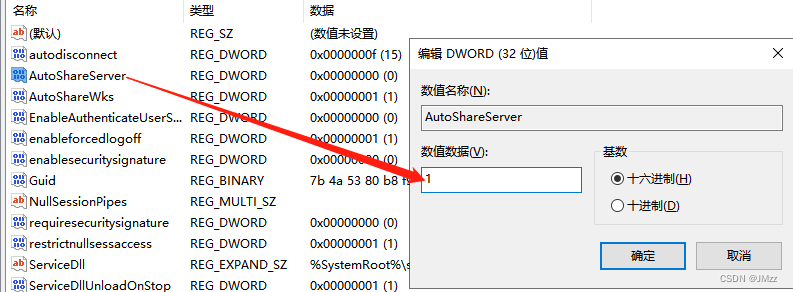 名称 类型 数据
(默认) REG_SZ (数值未设置)
autodisconnect REG_DWORD 0x0000000f (15)
AutoShareServer REG_DWORD 0x00000000 (0)
AutoShareWks REG_DWORD 0x00000001 (1)
EnableAuthenticateUserS... REG_DWORD 0x00000000 (0)
enableforcedlogoff REG_DWORD 0x00000001 (1)
enablesecuritysignature REG_DWORD 0x00000000 (0)
Guid REG_BINARY 7b 4a 53 80 b8 f9
NullSessionPipes REG_MULTI_SZ
requiresecuritysignature REG_DWORD 0x00000000 (0)
restrictnullsessaccess REG_DWORD 0x00000001 (1)
ServiceDll REG_EXPAND_SZ %SystemRoot%\s
ServiceDllUnloadOnStop REG_DWORD 0x00000001 (1)
编辑 DWORD (32 位)值
数值名称(N):
AutoShareServer
数值数据(V):
1
基数
十六进制(H)
十进制(D)
确定 取消
CSDN @JMzz